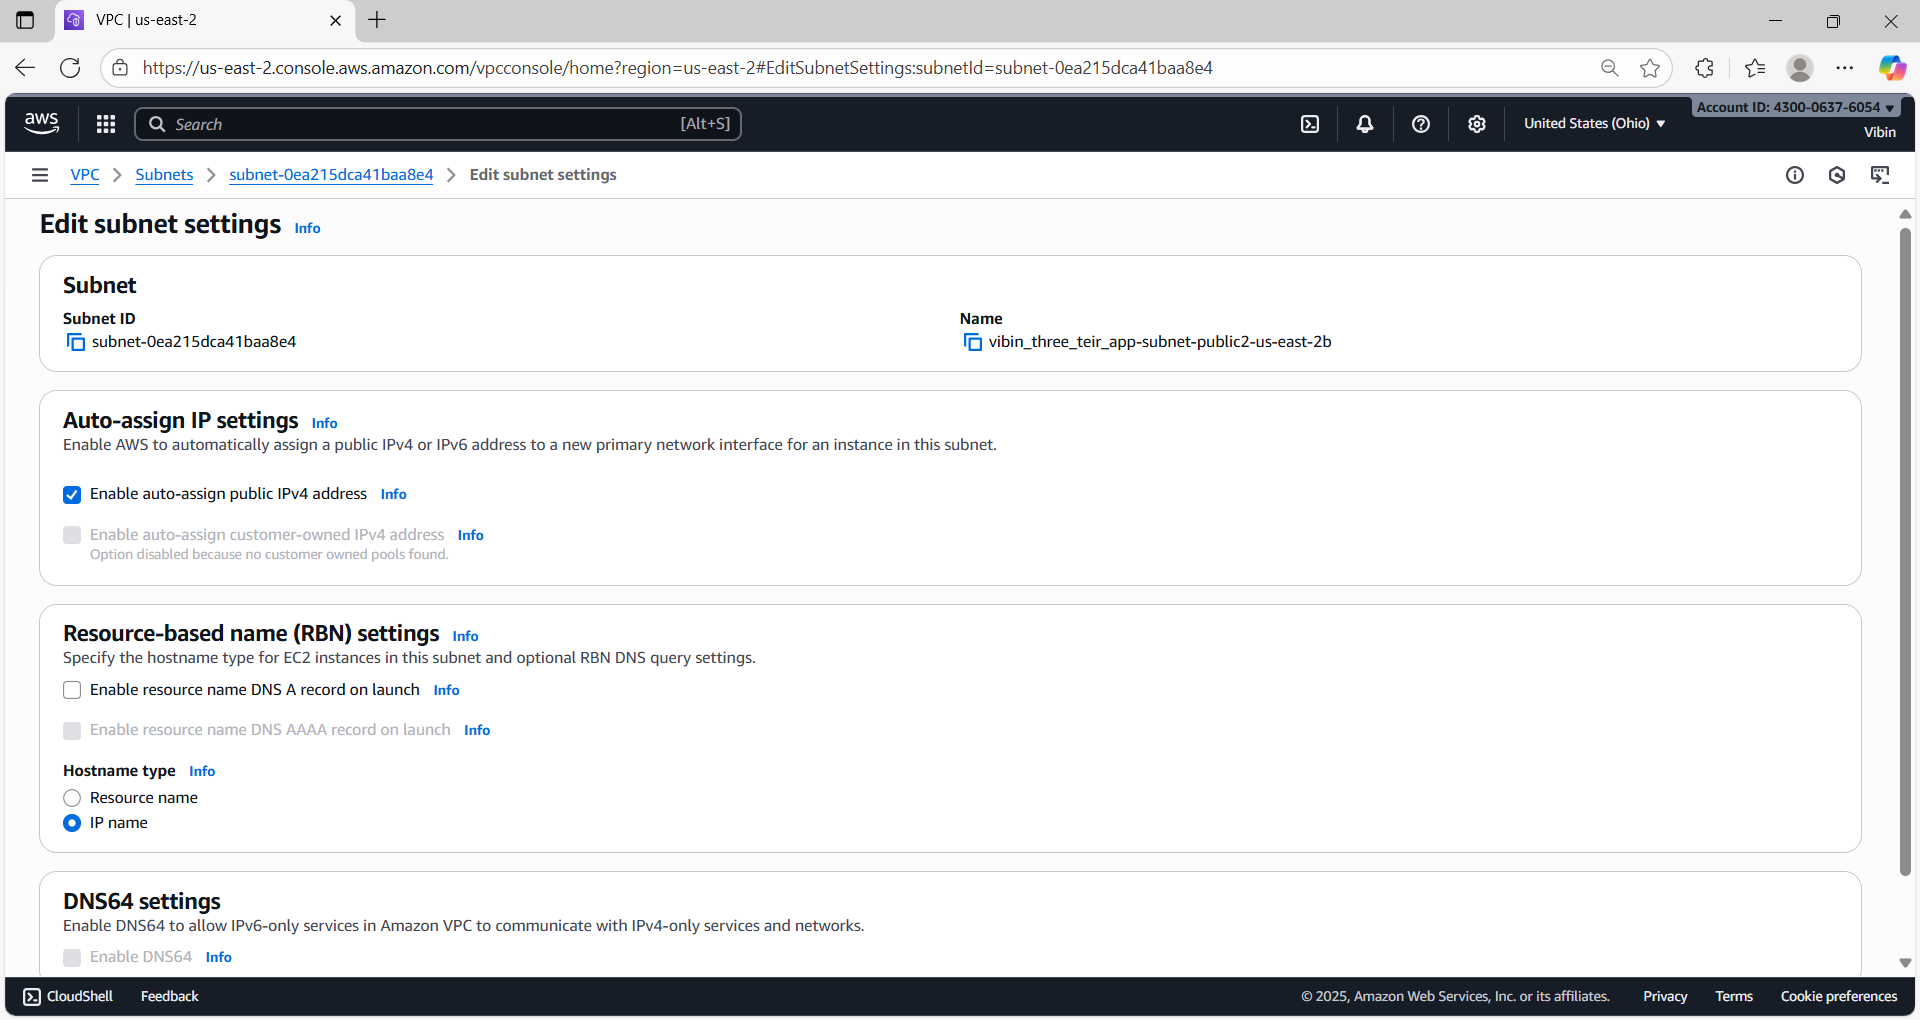 VPC | us-east-2
https://us-east-2.console.aws.amazon.com/vpcconsole/home?region=us-east-2#EditSubnetSettings:subnetId=subnet-0ea215dca41baa8e4
aws
Search [Alt+S]
United States (Ohio)
Account ID: 4300-0637-6054
Vibin
VPC > Subnets > subnet-0ea215dca41baa8e4 > Edit subnet settings
Edit subnet settings Info
Subnet
Subnet ID
subnet-0ea215dca41baa8e4
Name
vibin_three_teir_app-subnet-public2-us-east-2b
Auto-assign IP settings Info
Enable AWS to automatically assign a public IPv4 or IPv6 address to a new primary network interface for an instance in this subnet.
Enable auto-assign public IPv4 address Info
Enable auto-assign customer-owned IPv4 address Info
Option disabled because no customer owned pools found.
Resource-based name (RBN) settings Info
Specify the hostname type for EC2 instances in this subnet and optional RBN DNS query settings.
Enable resource name DNS A record on launch Info
Enable resource name DNS AAAA record on launch Info
Hostname type Info
Resource name
IP name
DNS64 settings
Enable DNS64 to allow IPv6-only services in Amazon VPC to communicate with IPv4-only services and networks.
Enable DNS64 Info
CloudShell Feedback © 2025, Amazon Web Services, Inc. or its affiliates. Privacy Terms Cookie preferences